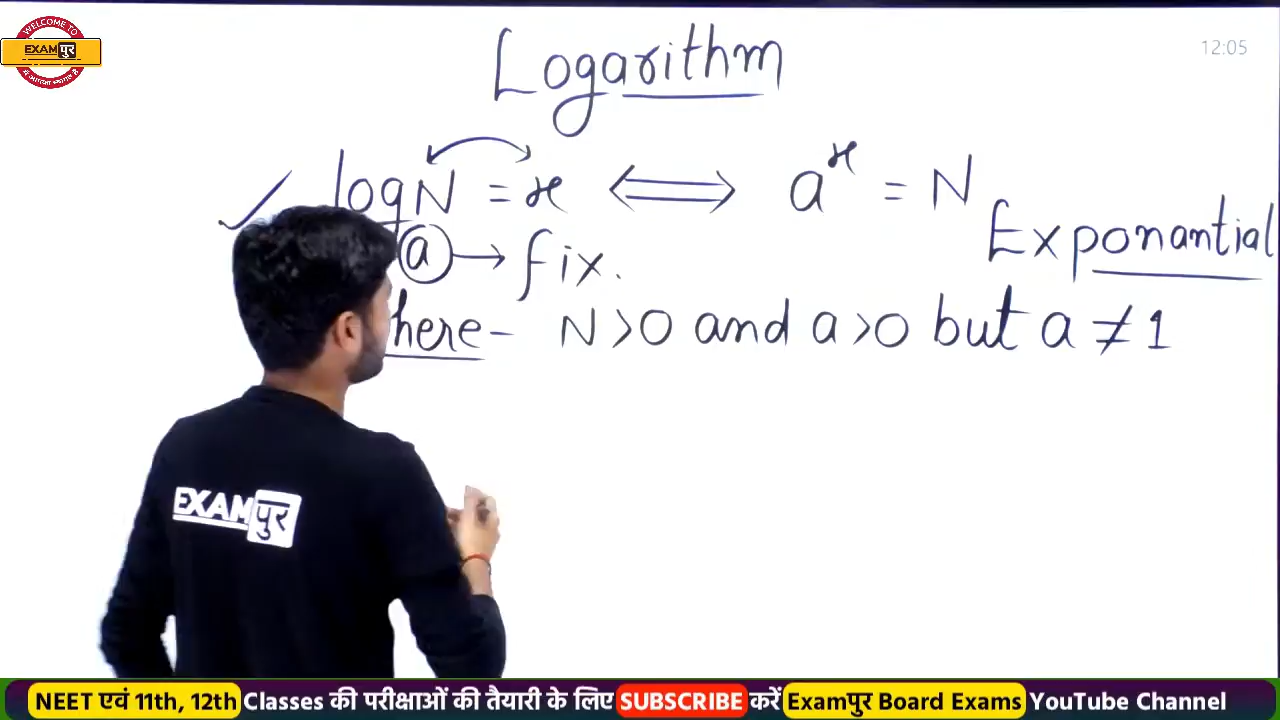 WELCOME TO
EXAMपुर
12:05
Logarithm
logN = x ⟺ aˣ = N
a → fix.
Exponantial
here - N >0 and a >0 but a ≠ 1
EXAMपुर
NEET एवं 11th, 12th Classes की परीक्षाओं की तैयारी के लिए SUBSCRIBE करें Examपुर Board Exams YouTube Channel